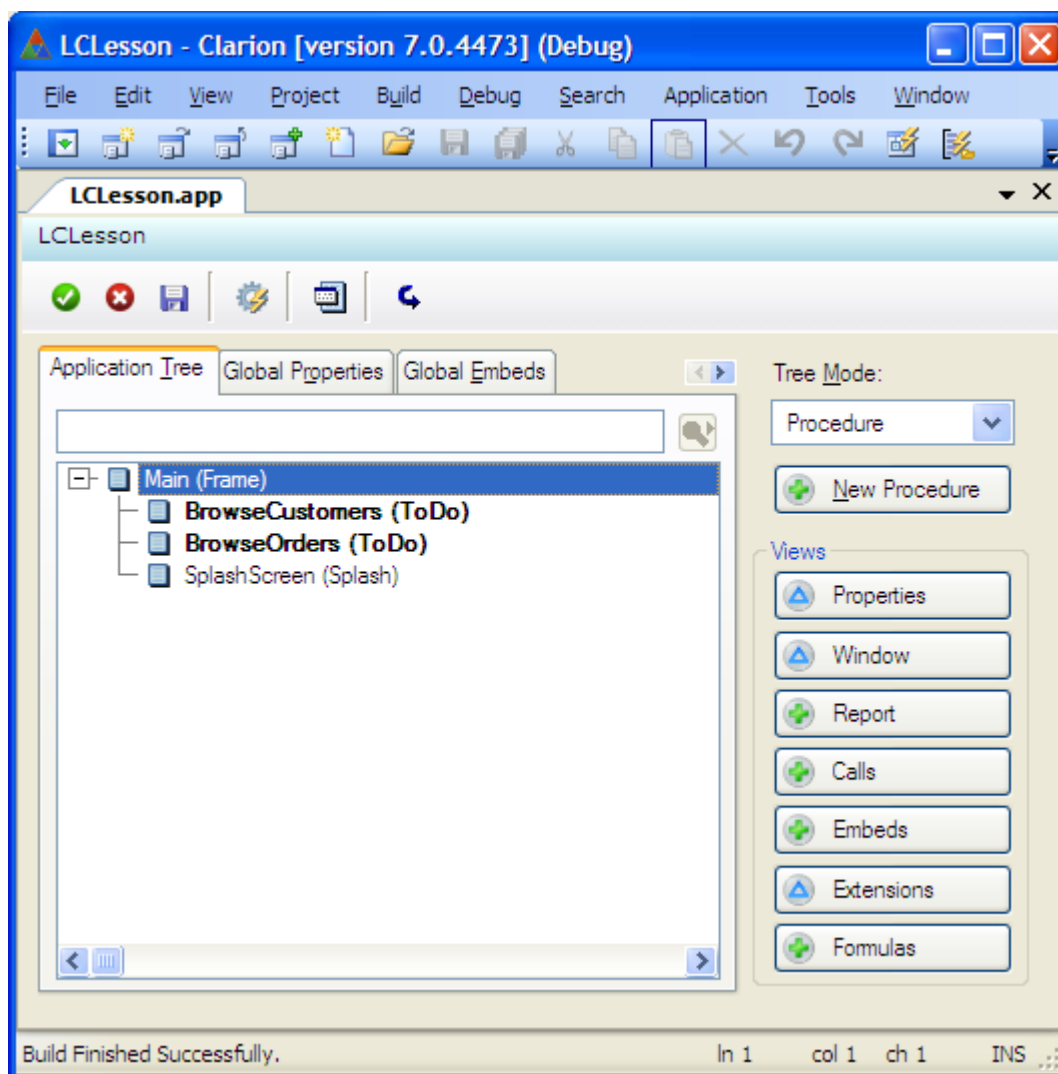 LCLesson - Clarion [version 7.0.4473] (Debug)
File Edit View Project Build Debug Search Application Tools Window
LCLesson.app
LCLesson
Application Tree Global Properties Global Embeds
Tree Mode:
Procedure
New Procedure
Main (Frame)
BrowseCustomers (ToDo)
BrowseOrders (ToDo)
SplashScreen (Splash)
Views
Properties
Window
Report
Calls
Embeds
Extensions
Formulas
Build Finished Successfully. ln 1 col 1 ch 1 INS